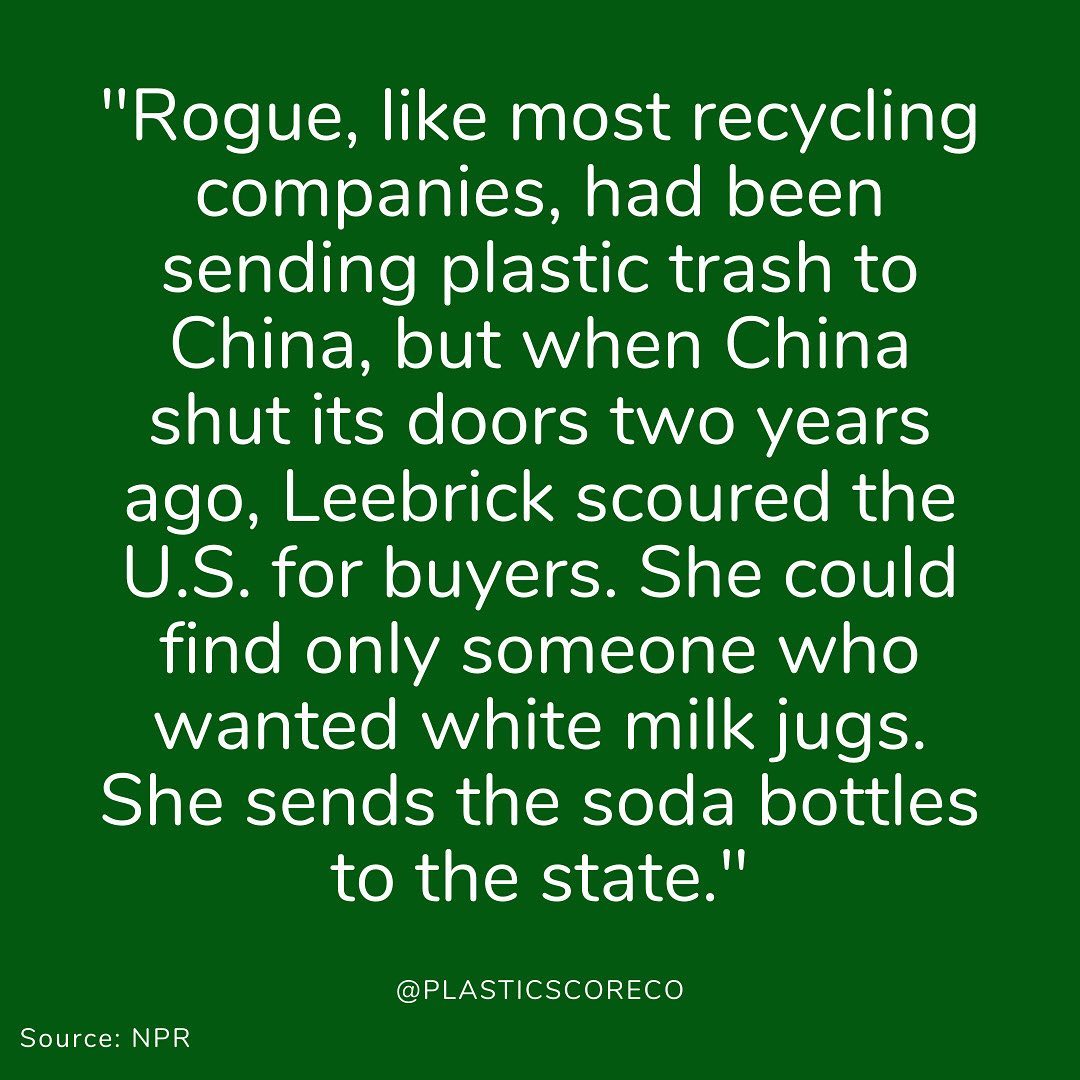 "Rogue, like most recycling
companies, had been
sending plastic trash to
China, but when China
shut its doors two years
ago, Leebrick scoured the
U.S. for buyers. She could
find only someone who
wanted white milk jugs.
She sends the soda bottles
to the state."
@PLASTICSCORECO
Source: NPR